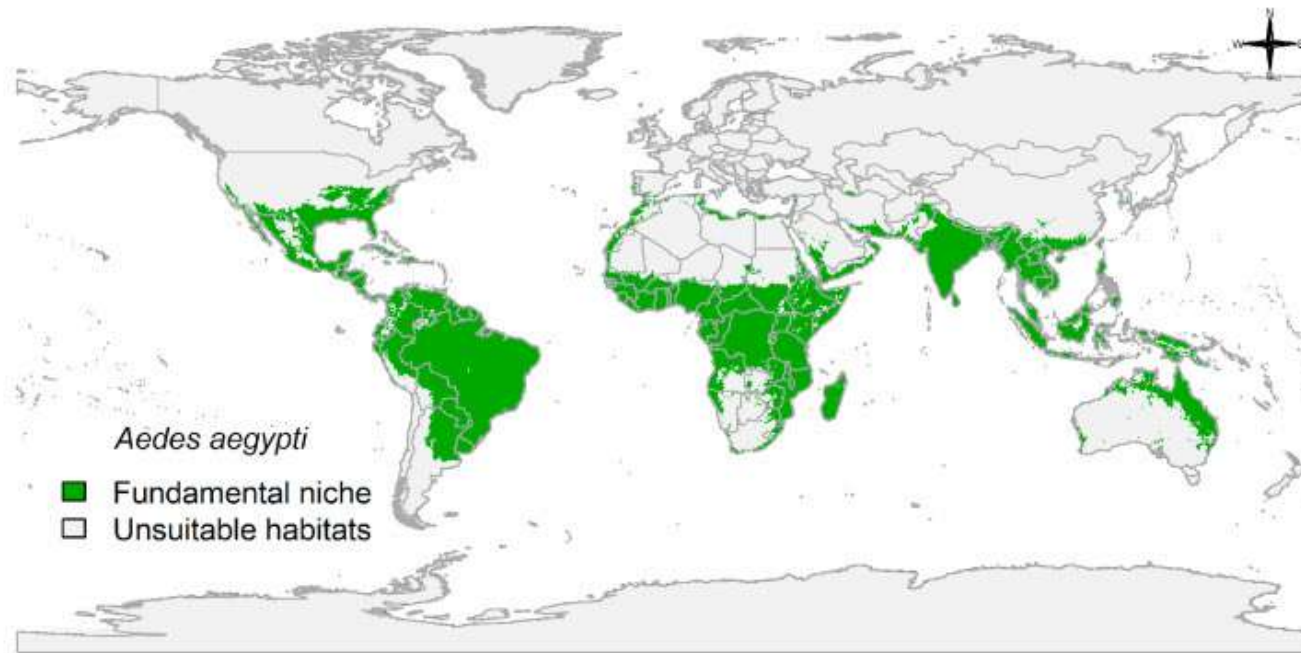 N
W
Aedes aegypti
Fundamental niche
Unsuitable habitats